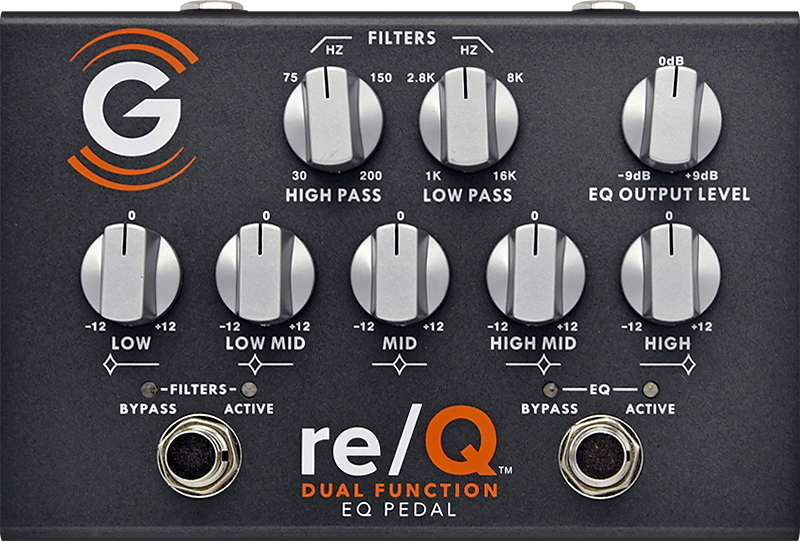 G
FILTERS
HZ HZ
75 150 2.8K 8K 0dB
30 200 1K 16K -9dB +9dB
HIGH PASS LOW PASS EQ OUTPUT LEVEL
0 0 0 0 0
-12 +12 -12 +12 -12 +12 -12 +12 -12 +12
LOW LOW MID MID HIGH MID HIGH
FILTERS EQ
BYPASS ACTIVE BYPASS ACTIVE
re/Q™
DUAL FUNCTION
EQ PEDAL